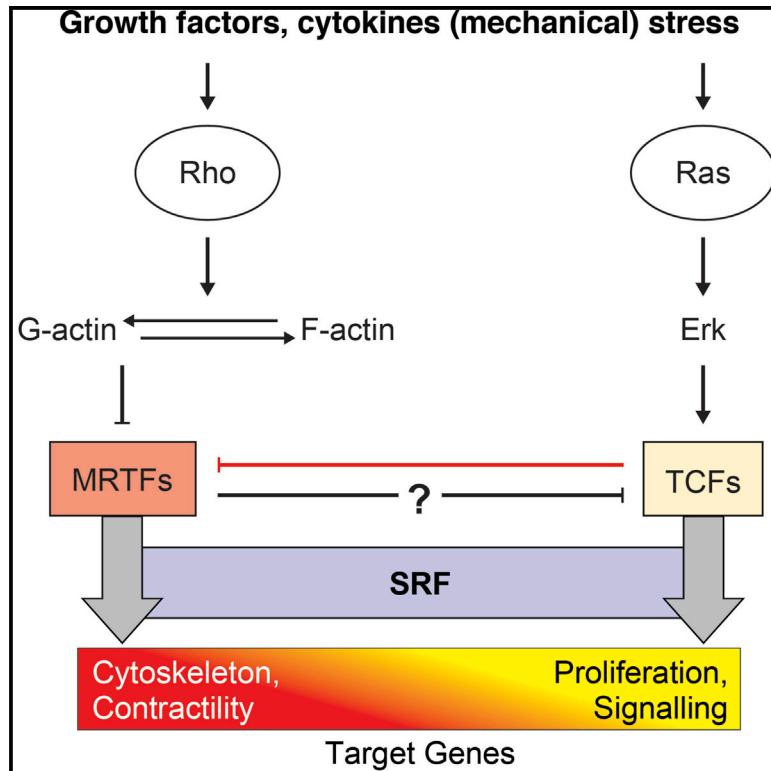 Growth factors, cytokines (mechanical) stress
Rho
Ras
G-actin
F-actin
Erk
MRTFs
?
TCFs
SRF
Cytoskeleton,
Contractility
Proliferation,
Signalling
Target Genes